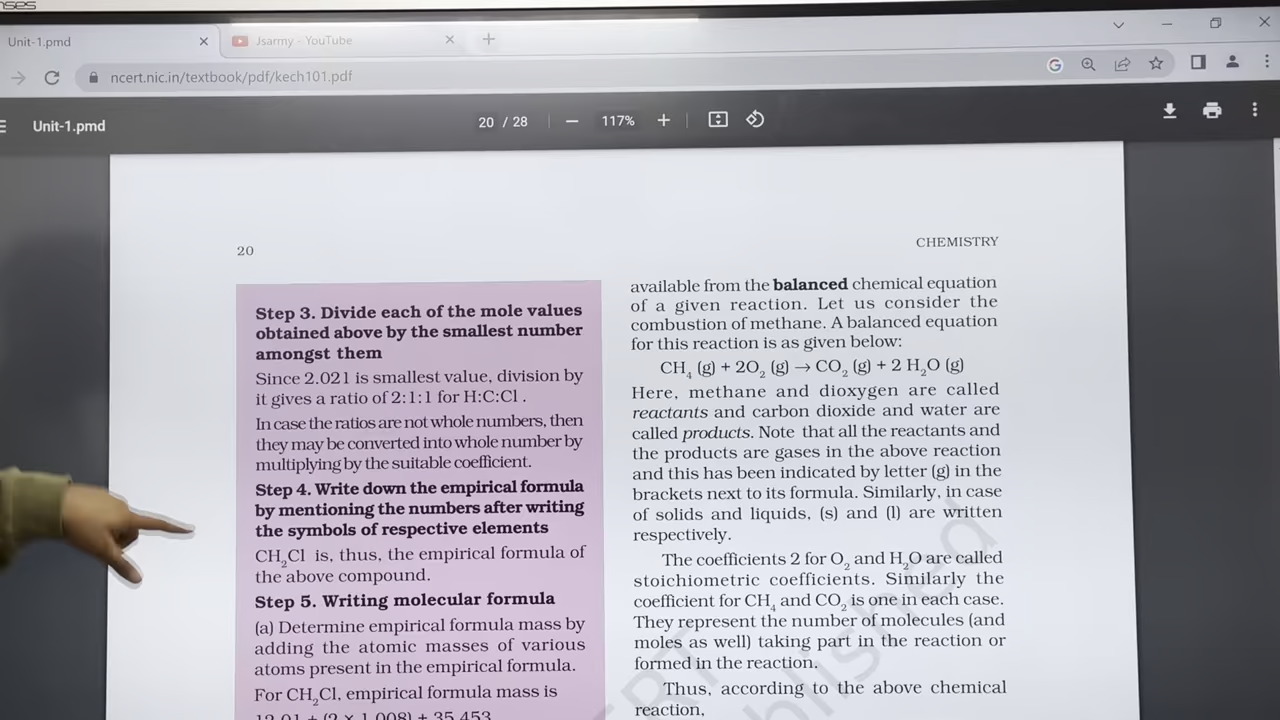 Unit-1.pmd
Jsarmy - YouTube
ncert.nic.in/textbook/pdf/kech101.pdf
Unit-1.pmd
20 / 28
117%
20
CHEMISTRY
Step 3. Divide each of the mole values
obtained above by the smallest number
amongst them
Since 2.021 is smallest value, division by
it gives a ratio of 2:1:1 for H:C:Cl .
In case the ratios are not whole numbers, then
they may be converted into whole number by
multiplying by the suitable coefficient.
Step 4. Write down the empirical formula
by mentioning the numbers after writing
the symbols of respective elements
CH₂Cl is, thus, the empirical formula of
the above compound.
Step 5. Writing molecular formula
(a) Determine empirical formula mass by
adding the atomic masses of various
atoms present in the empirical formula.
For CH₂Cl, empirical formula mass is
12.01 + (2 × 1.008) + 35.453
available from the balanced chemical equation
of a given reaction. Let us consider the
combustion of methane. A balanced equation
for this reaction is as given below:
CH₄ (g) + 2O₂ (g) → CO₂ (g) + 2 H₂O (g)
Here, methane and dioxygen are called
reactants and carbon dioxide and water are
called products. Note that all the reactants and
the products are gases in the above reaction
and this has been indicated by letter (g) in the
brackets next to its formula. Similarly, in case
of solids and liquids, (s) and (l) are written
respectively.
The coefficients 2 for O₂ and H₂O are called
stoichiometric coefficients. Similarly the
coefficient for CH₄ and CO₂ is one in each case.
They represent the number of molecules (and
moles as well) taking part in the reaction or
formed in the reaction.
Thus, according to the above chemical
reaction,